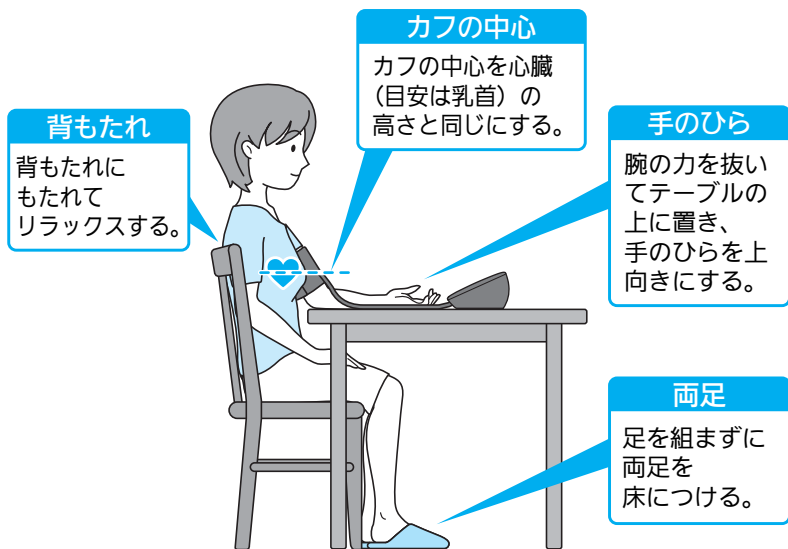 カフの中心
カフの中心を心臓
（目安は乳首）の
高さと同じにする。
背もたれ
背もたれに
もたれて
リラックスする。
手のひら
腕の力を抜い
てテーブルの
上に置き、
手のひらを上
向きにする。
両足
足を組まずに
両足を
床につける。